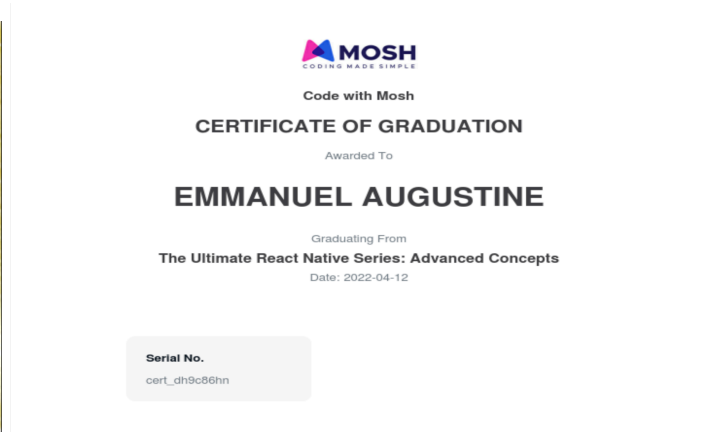 MOSH
CODING MADE SIMPLE
Code with Mosh
CERTIFICATE OF GRADUATION
Awarded To
EMMANUEL AUGUSTINE
Graduating From
The Ultimate React Native Series: Advanced Concepts
Date: 2022-04-12
Serial No.
cert_dh9c86hn